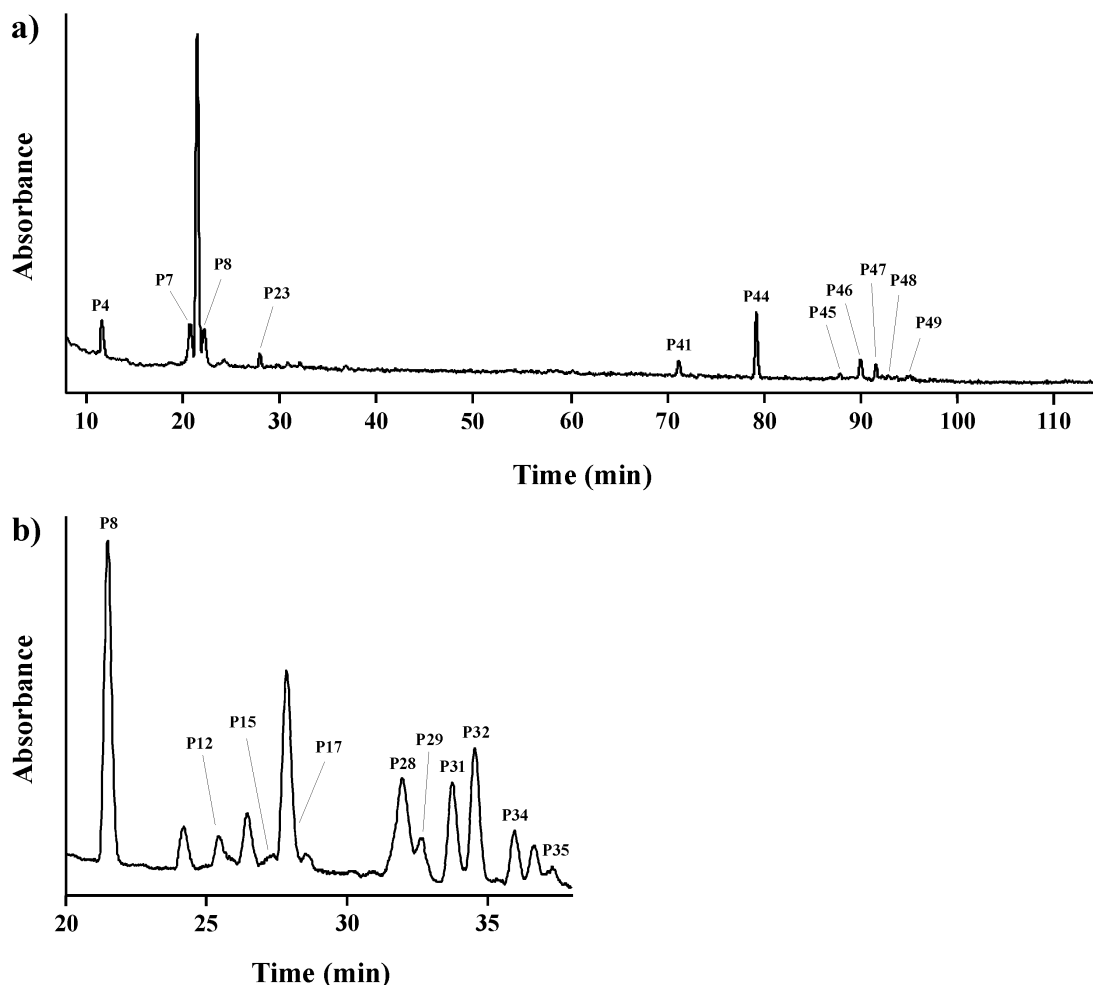 a)
Absorbance
P4
P7
P8
P23
P41
P44
P45
P46
P47
P48
P49
10 20 30 40 50 60 70 80 90 100 110
Time (min)
b)
Absorbance
P8
P12
P15
P17
P28
P29
P31
P32
P34
P35
20 25 30 35
Time (min)